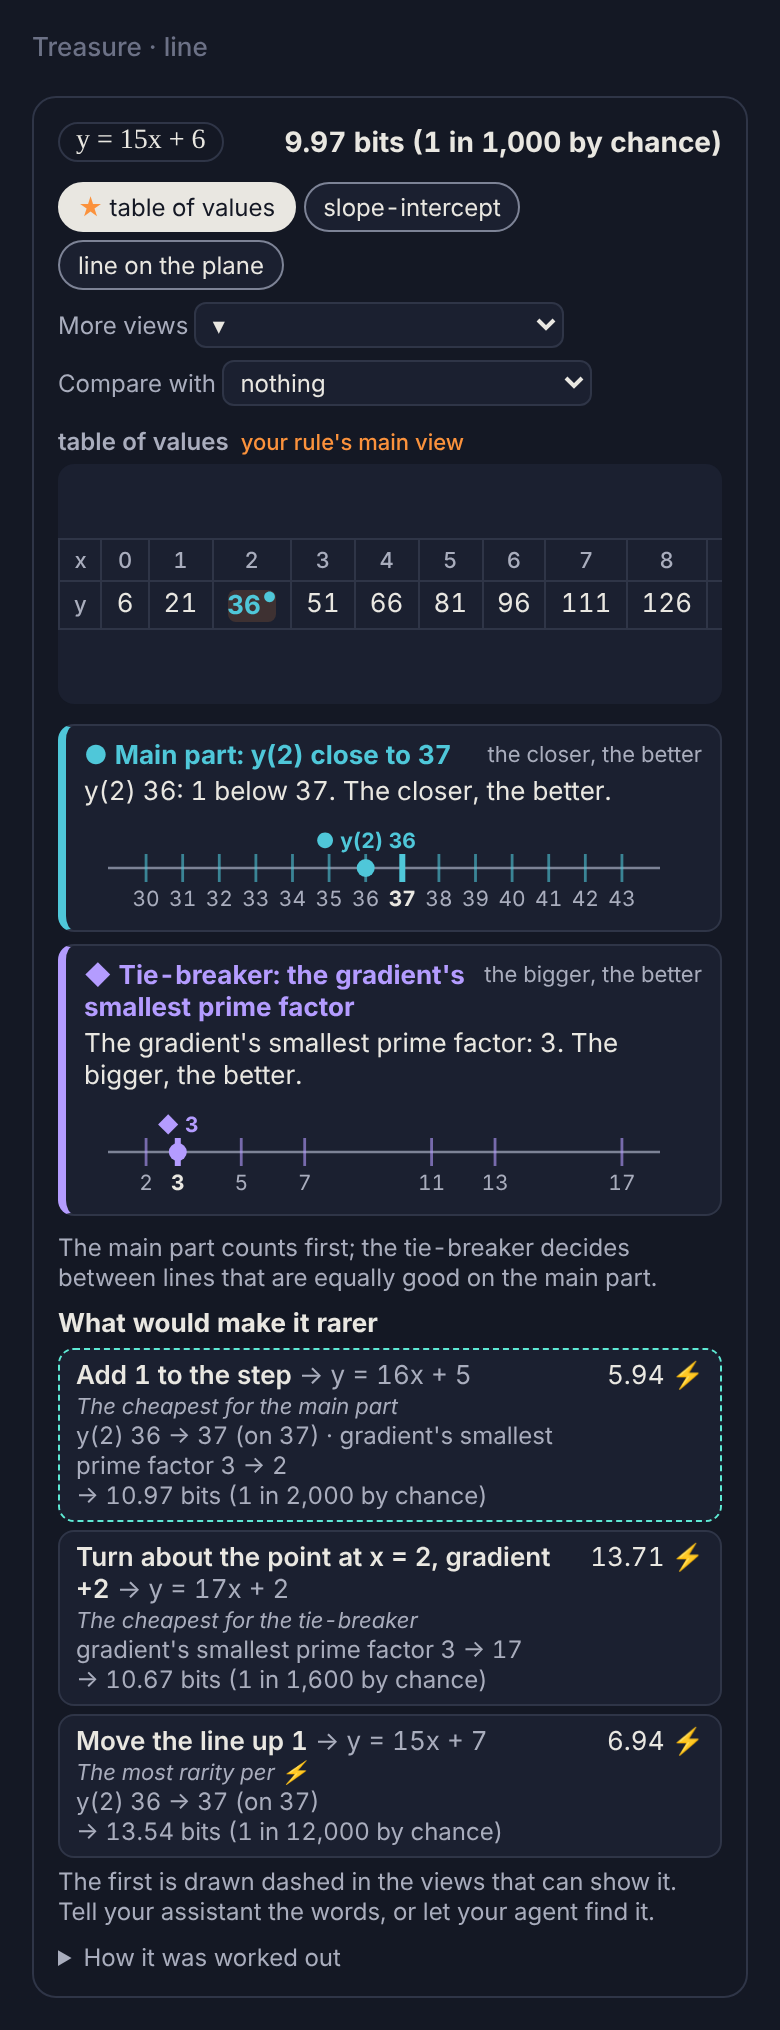 Treasure · line
y = 15x + 6
9.97 bits (1 in 1,000 by chance)
★ table of values
slope-intercept
line on the plane
More views ▼
Compare with nothing
table of values your rule's main view
x 0 1 2 3 4 5 6 7 8
y 6 21 36 51 66 81 96 111 126
Main part: y(2) close to 37
the closer, the better
y(2) 36: 1 below 37. The closer, the better.
y(2) 36
30 31 32 33 34 35 36 37 38 39 40 41 42 43
Tie-breaker: the gradient's
smallest prime factor
the bigger, the better
The gradient's smallest prime factor: 3. The
bigger, the better.
3
2 3 5 7 11 13 17
The main part counts first; the tie-breaker decides
between lines that are equally good on the main part.
What would make it rarer
Add 1 to the step → y = 16x + 5
5.94 ⚡
The cheapest for the main part
y(2) 36 → 37 (on 37) · gradient's smallest
prime factor 3 → 2
→ 10.97 bits (1 in 2,000 by chance)
Turn about the point at x = 2, gradient
+2 → y = 17x + 2
13.71 ⚡
The cheapest for the tie-breaker
gradient's smallest prime factor 3 → 17
→ 10.67 bits (1 in 1,600 by chance)
Move the line up 1 → y = 15x + 7
6.94 ⚡
The most rarity per ⚡
y(2) 36 → 37 (on 37)
→ 13.54 bits (1 in 12,000 by chance)
The first is drawn dashed in the views that can show it.
Tell your assistant the words, or let your agent find it.
▶ How it was worked out